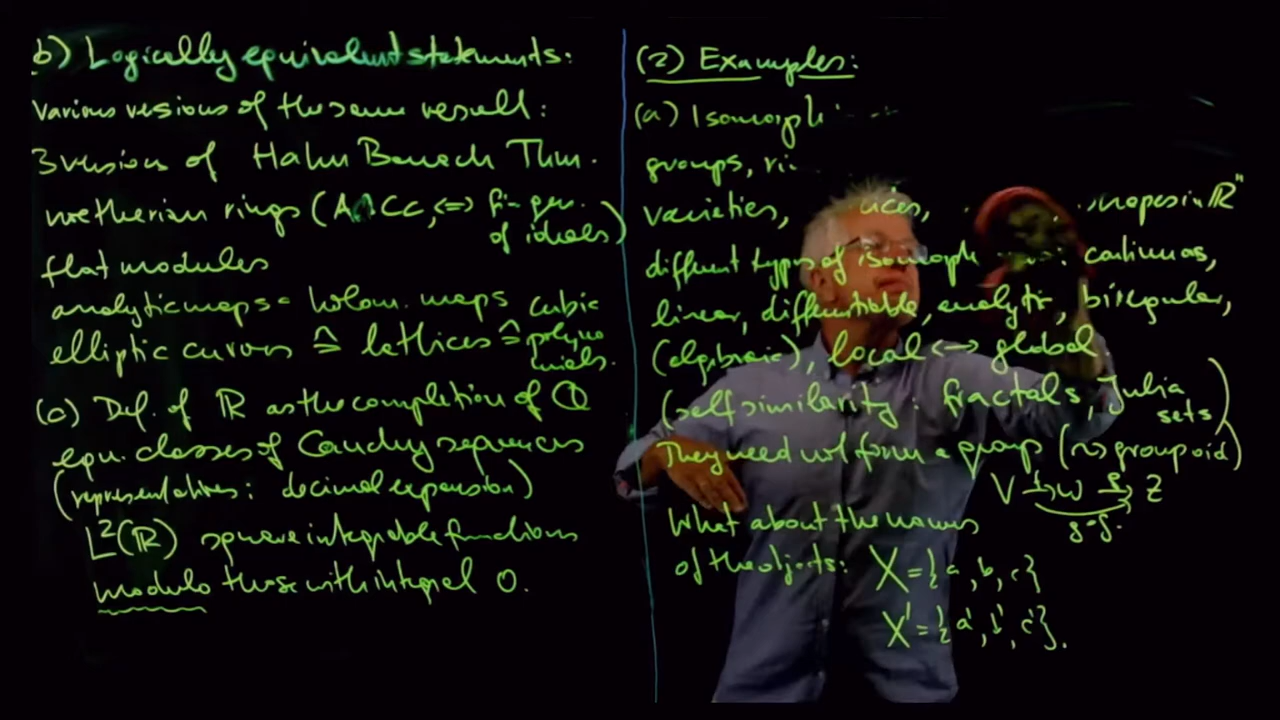 b) Logically equivalent statements:
various versions of the same result:
3 version of Hahn Banach Thm.
noetherian rings (ACC, <=> fin gen.
of ideals)
flat modules
analytic maps = holom. maps
elliptic curves ≙ lattices ≙ cubic
polynomials.
(c) Def. of ℝ as the completion of ℚ
equ. classes of Cauchy sequences
(representatives: decimal expansion)
L²(ℝ) square integrable functions
modulo those with integral 0.
(2) Examples:
(a) Isomorph
groups, ri
varieties,
different types of isomorph : continuous,
linear, differentiable, analytic, biregular,
(algebraic), local <-> global.
(self similarity: fractals, Julia
sets)
They need not form a group (~> groupoid)
V →f W →g Z
g∘f
What about the names
of the objects: X = {a, b, c}
X' = {a', b', c'}.